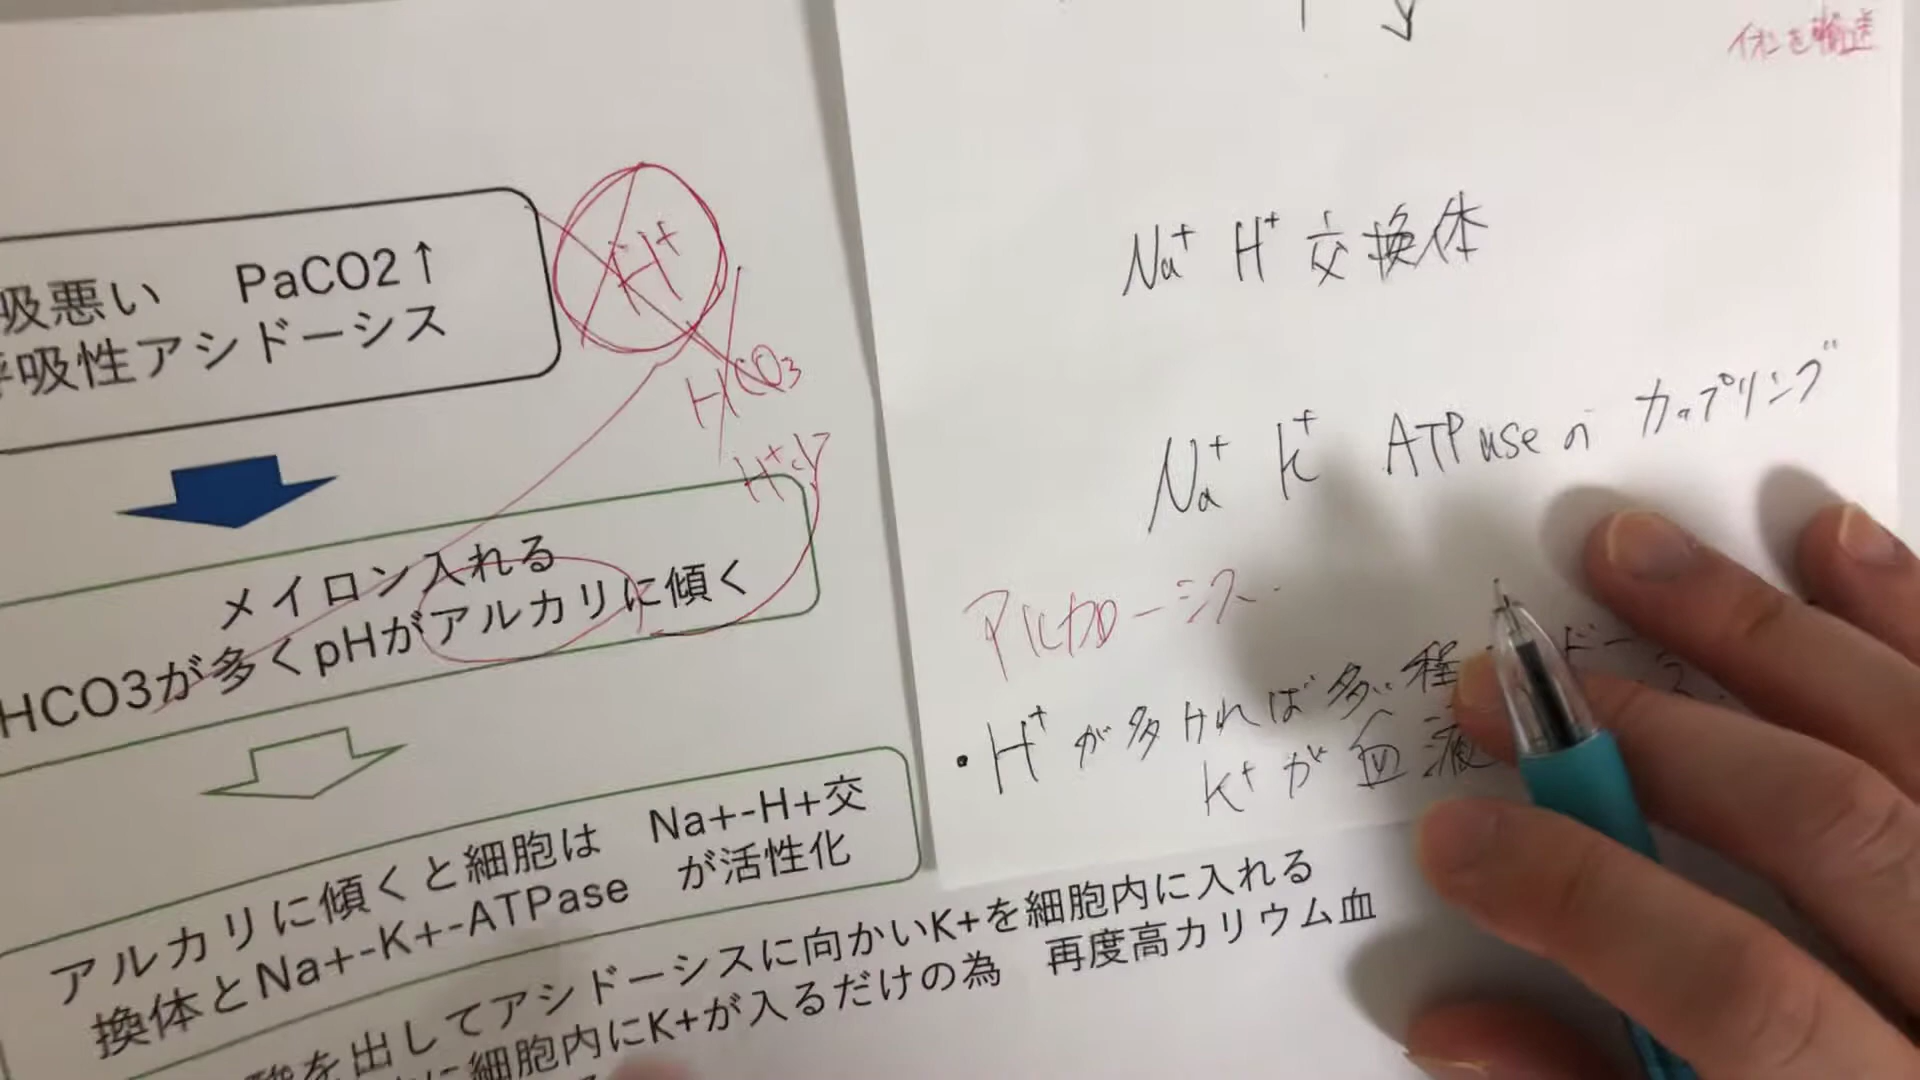 吸悪い PaCO2↑
呼吸性アシドーシス
H+
HCO3
H+
メイロン入れる
HCO3が多くpHがアルカリに傾く
アルカリに傾くと細胞は Na+-H+交
換体とNa+-K+-ATPase が活性化
を出してアシドーシスに向かいK+を細胞内に入れる
細胞内にK+が入るだけの為 再度高カリウム血
イオンを輸送
Na+ H+ 交換体
Na+ K+ ATPaseの カップリング
アルカローシス
・H+が多ければ多い程
K+が血液